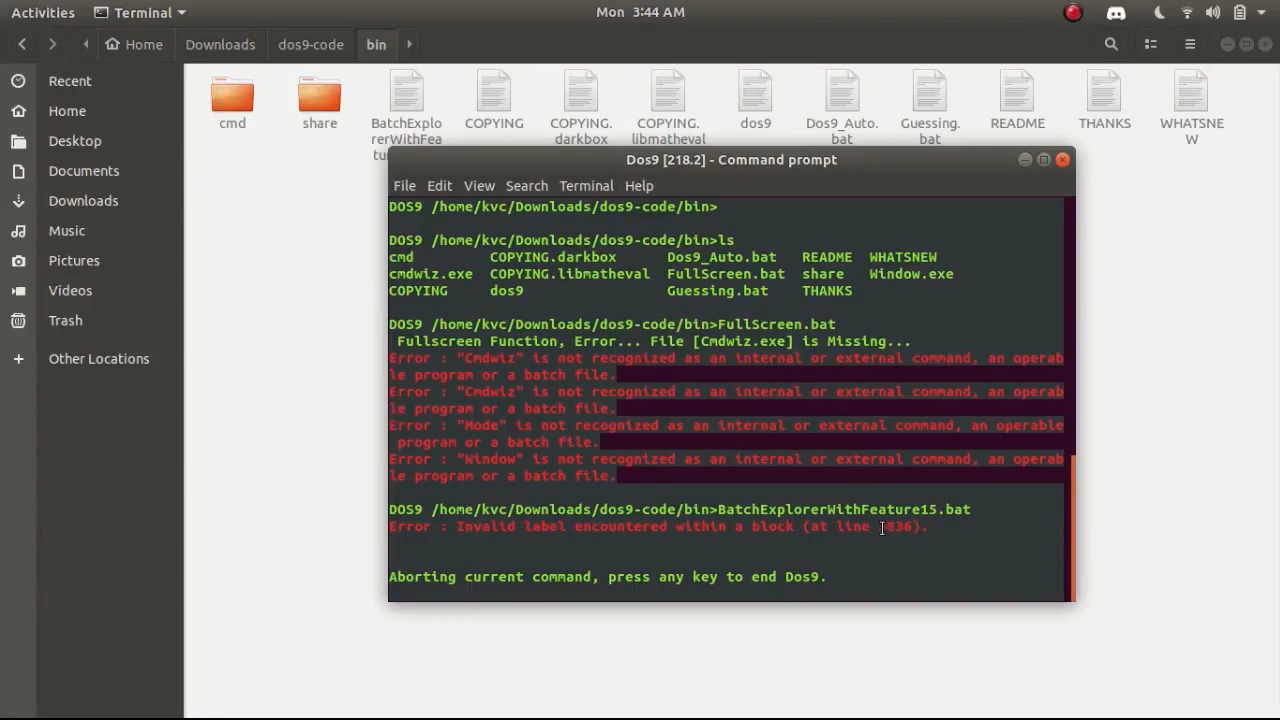 Activities Terminal Mon 3:44 AM
Home Downloads dos9-code bin
Recent
Home
Desktop
Documents
Downloads
Music
Pictures
Videos
Trash
Other Locations
cmd share BatchExplo COPYING COPYING. COPYING. dos9 Dos9_Auto. Guessing. README THANKS WHATSNE
rerWithFea darkbox libmatheval bat bat W
Dos9 [218.2] - Command prompt
File Edit View Search Terminal Help
DOS9 /home/kvc/Downloads/dos9-code/bin>
DOS9 /home/kvc/Downloads/dos9-code/bin>ls
cmd COPYING.darkbox Dos9_Auto.bat README WHATSNEW
cmdwiz.exe COPYING.libmatheval FullScreen.bat share Window.exe
COPYING dos9 Guessing.bat THANKS
DOS9 /home/kvc/Downloads/dos9-code/bin>FullScreen.bat
Fullscreen Function, Error... File [Cmdwiz.exe] is Missing...
Error : "Cmdwiz" is not recognized as an internal or external command, an operab
le program or a batch file.
Error : "Cmdwiz" is not recognized as an internal or external command, an operab
le program or a batch file.
Error : "Mode" is not recognized as an internal or external command, an operable
program or a batch file.
Error : "Window" is not recognized as an internal or external command, an operab
le program or a batch file.
DOS9 /home/kvc/Downloads/dos9-code/bin>BatchExplorerWithFeature15.bat
Error : Invalid label encountered within a block (at line
Aborting current command, press any key to end Dos9.